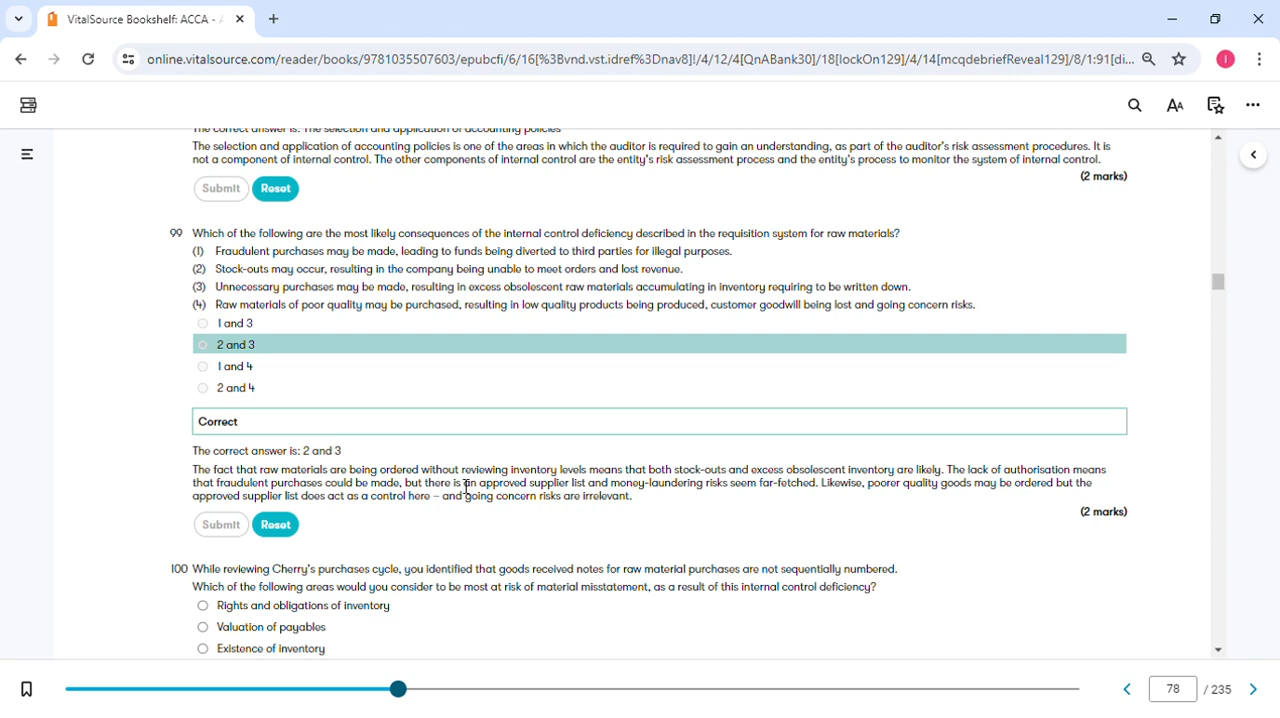 VitalSource Bookshelf: ACCA -
online.vitalsource.com/reader/books/9781035507603/epubcfi/6/16[%3Bvnd.vst.idref%3Dnav8]!/4/12/4[QnABank30]/18[lockOn129]/4/14[mcqdebriefReveal129]/8/1:91[di...
I
AA
The correct answer is: The selection and application of accounting policies
The selection and application of accounting policies is one of the areas in which the auditor is required to gain an understanding, as part of the auditor's risk assessment procedures. It is
not a component of internal control. The other components of internal control are the entity's risk assessment process and the entity's process to monitor the system of internal control.
(2 marks)
Submit Reset
99 Which of the following are the most likely consequences of the internal control deficiency described in the requisition system for raw materials?
(1) Fraudulent purchases may be made, leading to funds being diverted to third parties for illegal purposes.
(2) Stock-outs may occur, resulting in the company being unable to meet orders and lost revenue.
(3) Unnecessary purchases may be made, resulting in excess obsolescent raw materials accumulating in inventory requiring to be written down.
(4) Raw materials of poor quality may be purchased, resulting in low quality products being produced, customer goodwill being lost and going concern risks.
1 and 3
2 and 3
1 and 4
2 and 4
Correct
The correct answer is: 2 and 3
The fact that raw materials are being ordered without reviewing inventory levels means that both stock-outs and excess obsolescent inventory are likely. The lack of authorisation means
that fraudulent purchases could be made, but there is an approved supplier list and money-laundering risks seem far-fetched. Likewise, poorer quality goods may be ordered but the
approved supplier list does act as a control here – and going concern risks are irrelevant.
(2 marks)
Submit Reset
100 While reviewing Cherry's purchases cycle, you identified that goods received notes for raw material purchases are not sequentially numbered.
Which of the following areas would you consider to be most at risk of material misstatement, as a result of this internal control deficiency?
Rights and obligations of inventory
Valuation of payables
Existence of inventory
78 / 235